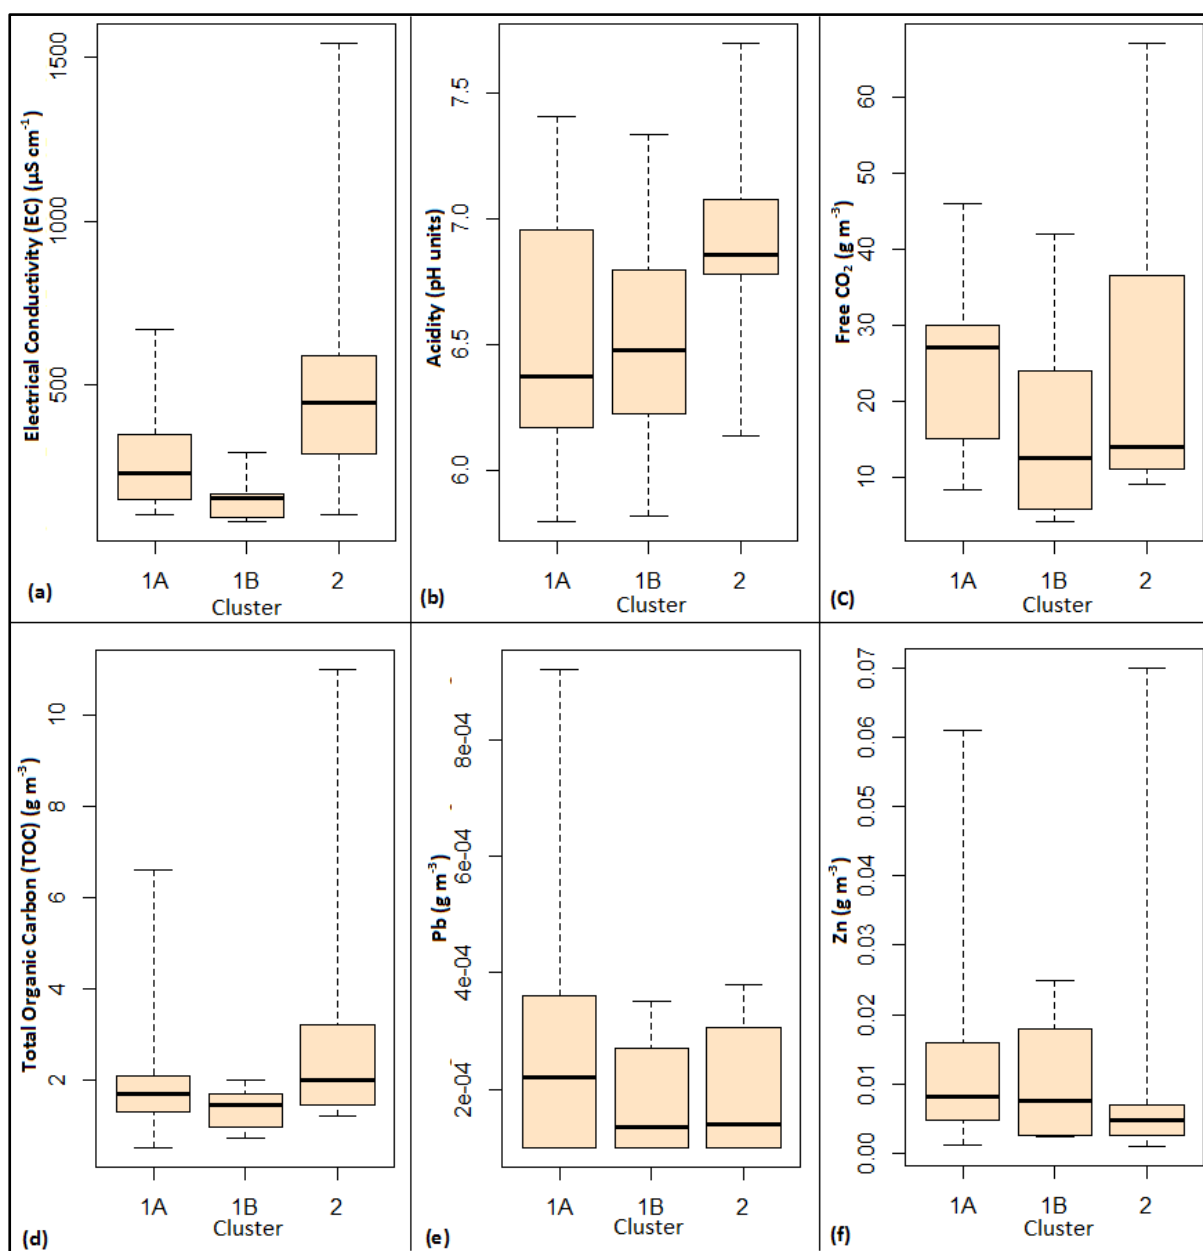 Electrical Conductivity (EC) (µS cm⁻¹)
500
1000
1500
1A
1B
2
Cluster
(a)
Acidity (pH units)
6.0
6.5
7.0
7.5
1A
1B
2
Cluster
(b)
Free CO₂ (g m⁻³)
10
20
30
40
50
60
1A
1B
2
Cluster
(C)
Total Organic Carbon (TOC) (g m⁻³)
2
4
6
8
10
1A
1B
2
Cluster
(d)
Pb (g m⁻³)
2e-04
4e-04
6e-04
8e-04
1A
1B
2
Cluster
(e)
Zn (g m⁻³)
0.00
0.01
0.02
0.03
0.04
0.05
0.06
0.07
1A
1B
2
Cluster
(f)